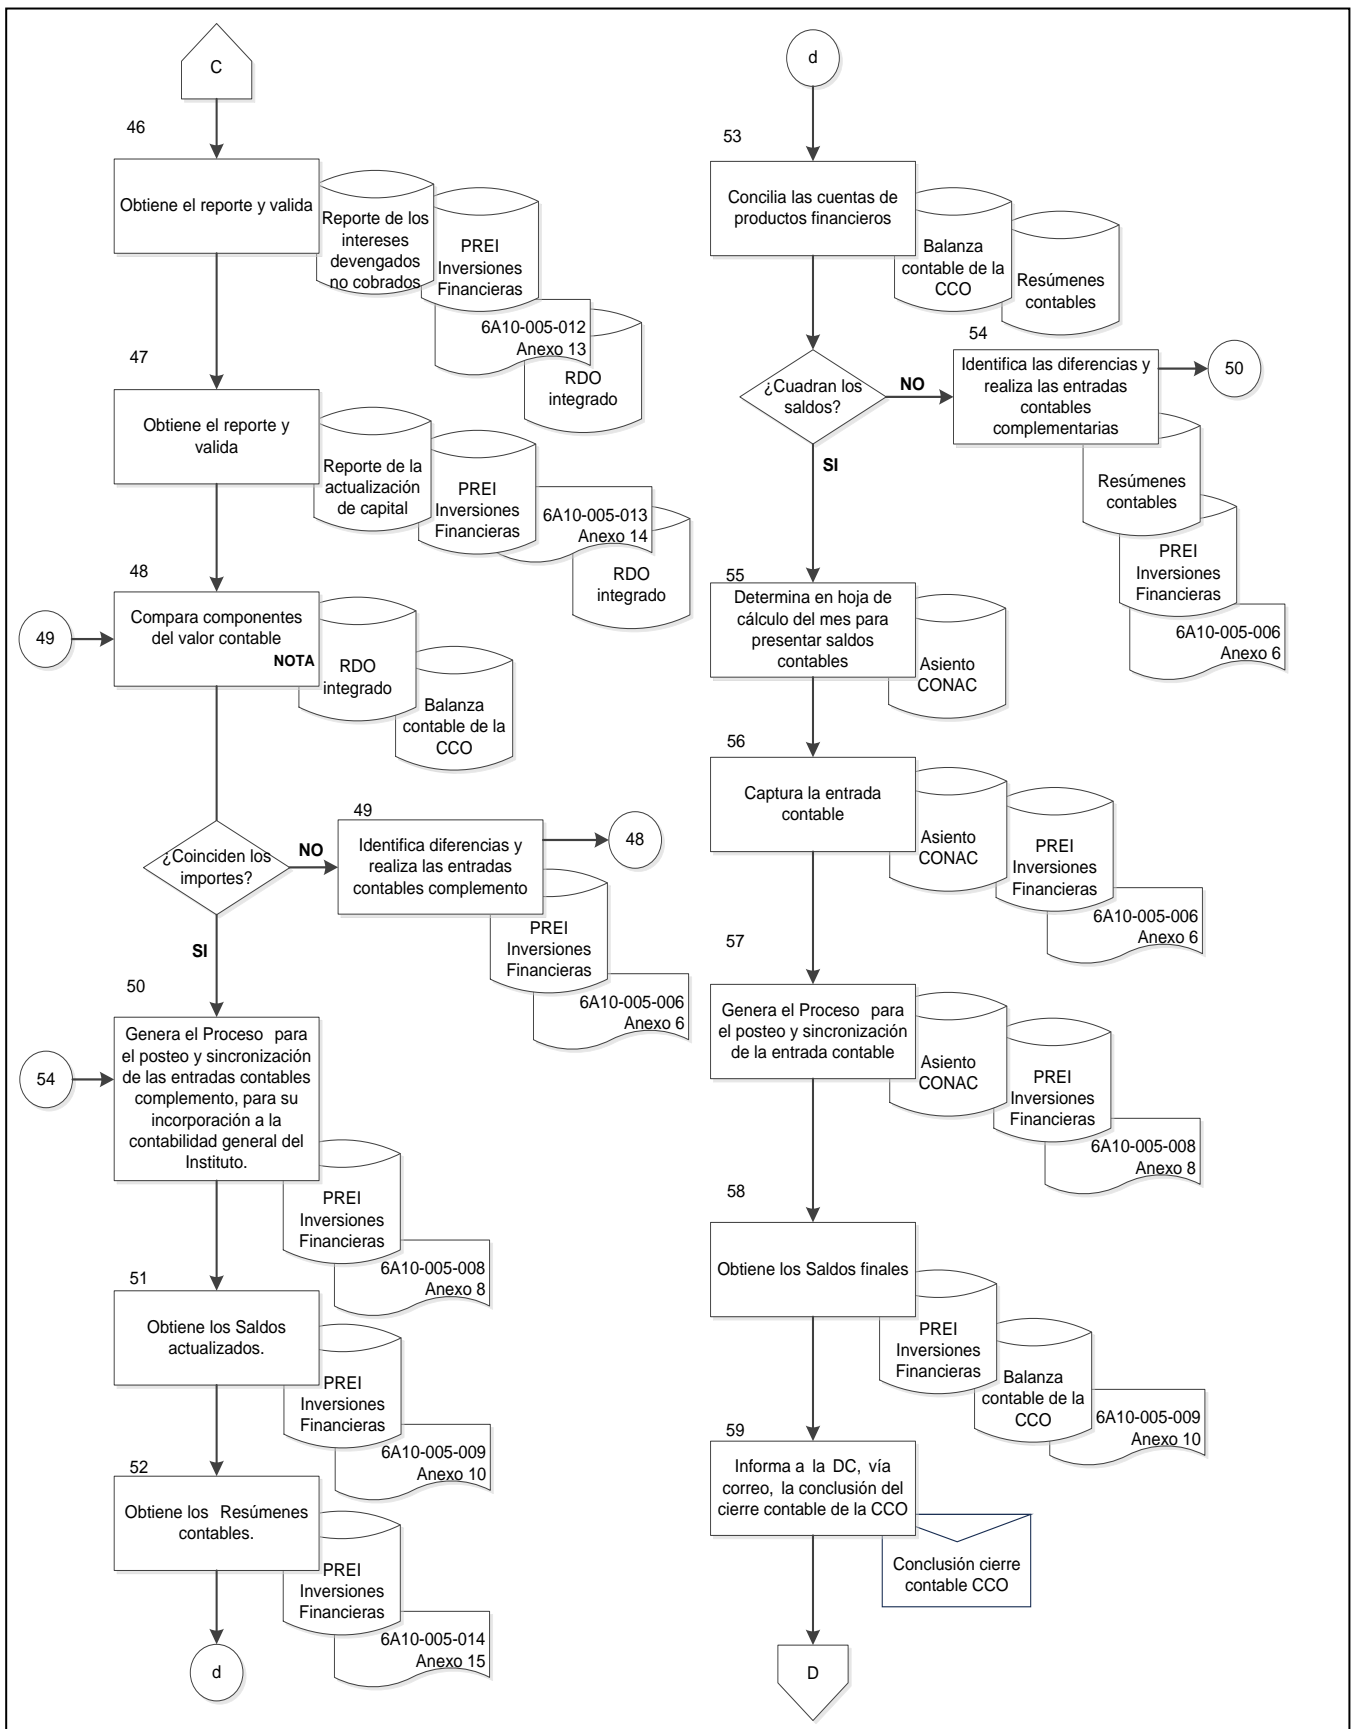 C
46
Obtiene el reporte y valida
Reporte de los
intereses
devengados
no cobrados
PREI
Inversiones
Financieras
6A10-005-012
Anexo 13
RDO
integrado
47
Obtiene el reporte y
valida
Reporte de la
actualización
de capital
PREI
Inversiones
Financieras
6A10-005-013
Anexo 14
RDO
integrado
48
49
Compara componentes
del valor contable
NOTA
RDO
integrado
Balanza
contable de la
CCO
¿Coinciden los
importes?
NO
49
Identifica diferencias y
realiza las entradas
contables complemento
48
PREI
Inversiones
Financieras
6A10-005-006
Anexo 6
SI
50
54
Genera el Proceso para
el posteo y sincronización
de las entradas contables
complemento, para su
incorporación a la
contabilidad general del
Instituto.
PREI
Inversiones
Financieras
6A10-005-008
Anexo 8
51
Obtiene los Saldos
actualizados.
PREI
Inversiones
Financieras
6A10-005-009
Anexo 10
52
Obtiene los Resúmenes
contables.
PREI
Inversiones
Financieras
6A10-005-014
Anexo 15
d
d
53
Concilia las cuentas de
productos financieros
Balanza
contable de la
CCO
Resúmenes
contables
¿Cuadran los
saldos?
NO
54
Identifica las diferencias y
realiza las entradas
contables
complementarias
50
Resúmenes
contables
PREI
Inversiones
Financieras
6A10-005-006
Anexo 6
SI
55
Determina en hoja de
cálculo del mes para
presentar saldos
contables
Asiento
CONAC
56
Captura la entrada
contable
Asiento
CONAC
PREI
Inversiones
Financieras
6A10-005-006
Anexo 6
57
Genera el Proceso para
el posteo y sincronización
de la entrada contable
Asiento
CONAC
PREI
Inversiones
Financieras
6A10-005-008
Anexo 8
58
Obtiene los Saldos finales
PREI
Inversiones
Financieras
Balanza
contable de la
CCO
6A10-005-009
Anexo 10
59
Informa a la DC, vía
correo, la conclusión del
cierre contable de la CCO
Conclusión cierre
contable CCO
D